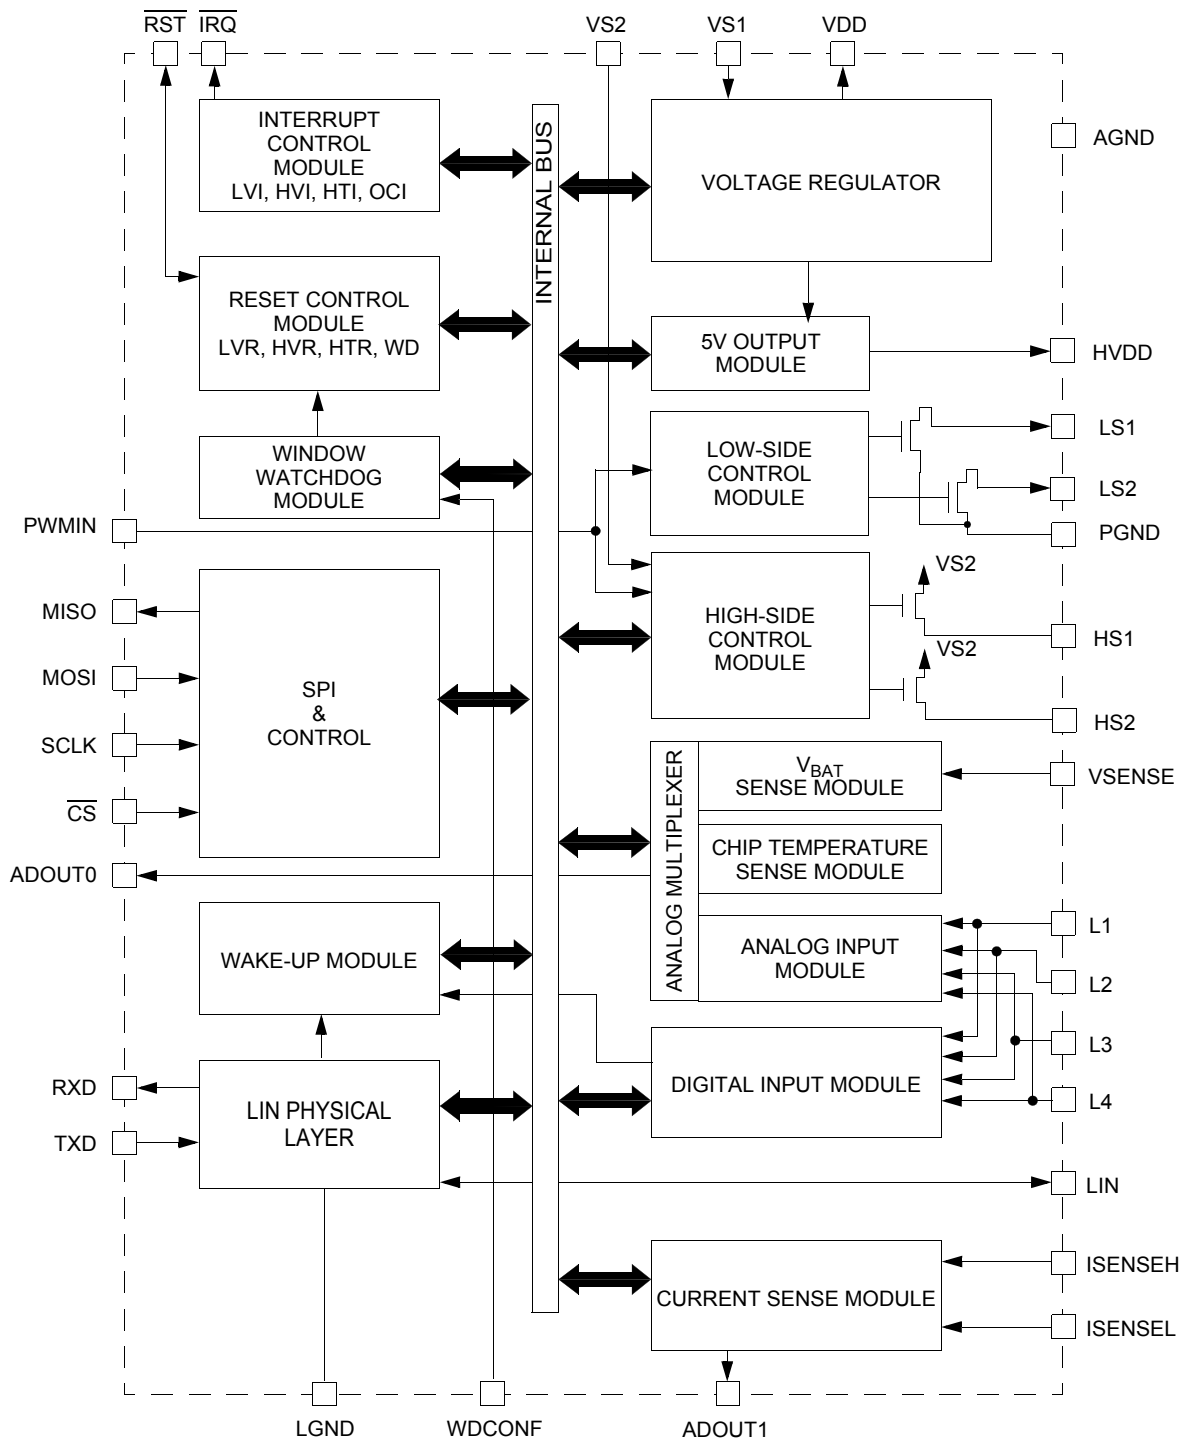 RST
IRQ
VS2
VS1
VDD
INTERRUPT
CONTROL
MODULE
LVI, HVI, HTI, OCI
INTERNAL BUS
VOLTAGE REGULATOR
AGND
RESET CONTROL
MODULE
LVR, HVR, HTR, WD
5V OUTPUT
MODULE
HVDD
WINDOW
WATCHDOG
MODULE
LOW-SIDE
CONTROL
MODULE
LS1
LS2
PWMIN
PGND
MISO
MOSI
SCLK
CS
SPI
&
CONTROL
HIGH-SIDE
CONTROL
MODULE
VS2
HS1
VS2
HS2
ANALOG MULTIPLEXER
VBAT
SENSE MODULE
VSENSE
CHIP TEMPERATURE
SENSE MODULE
ADOUT0
WAKE-UP MODULE
ANALOG INPUT
MODULE
L1
L2
L3
L4
RXD
TXD
LIN PHYSICAL
LAYER
DIGITAL INPUT MODULE
LIN
CURRENT SENSE MODULE
ISENSEH
ISENSEL
LGND
WDCONF
ADOUT1